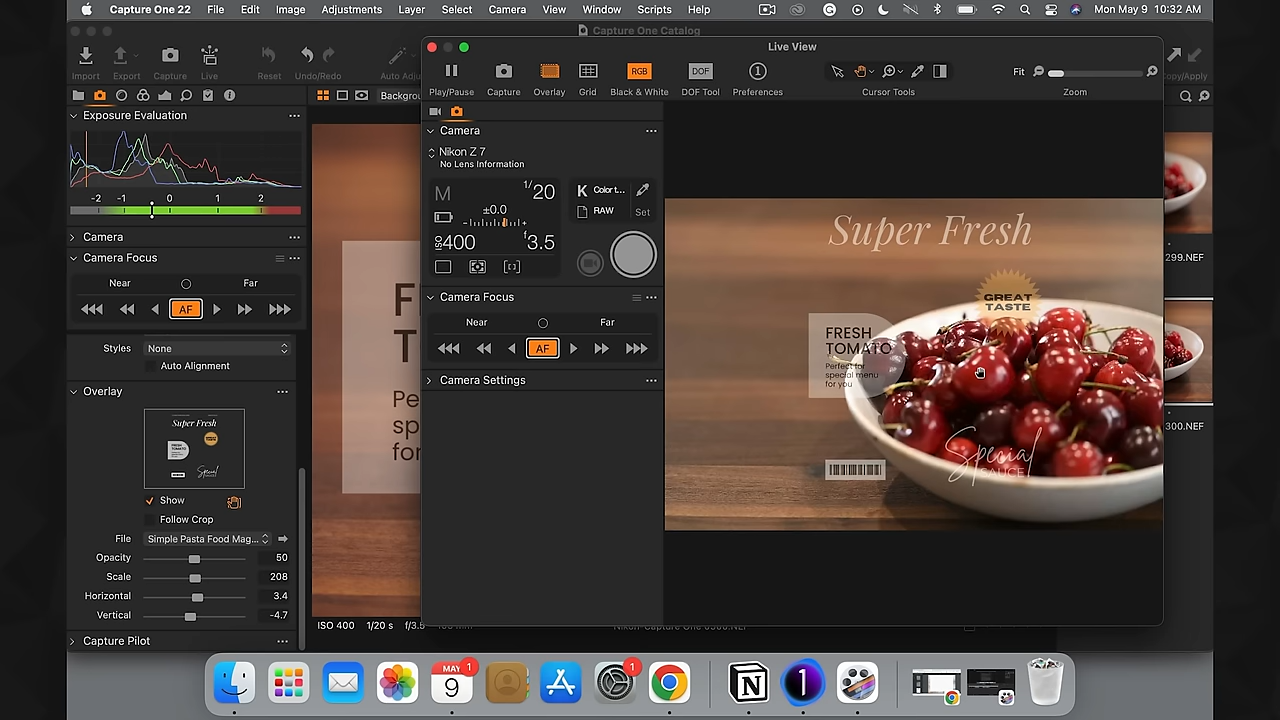 Capture One 22 File Edit Image Adjustments Layer Select Camera View Window Scripts Help Mon May 9 10:32 AM
Capture One Catalog
Import Export Capture Live Reset Undo/Redo
Exposure Evaluation
-2 -1 0 1 2
Camera
Camera Focus
Near Far
AF
Styles None
Auto Alignment
Overlay
Super Fresh
Show
Follow Crop
File Simple Pasta Food Mag...
Opacity 50
Scale 208
Horizontal 3.4
Vertical -4.7
Capture Pilot
ISO 400 1/20 s
Live View
Play/Pause Capture Overlay Grid Black & White DOF Tool Preferences Cursor Tools Zoom
RGB
DOF
Fit
Camera
Nikon Z 7
No Lens Information
M 1/20
±0.0
ISO 400 f3.5
K Color t...
RAW
Set
Camera Focus
Near Far
AF
Camera Settings
Super Fresh
GREAT
TASTE
FRESH
TOMATO
Perfect for
special menu
for you
Special
SAUCE
299.NEF
300.NEF
MAY 1
9
1
N
1